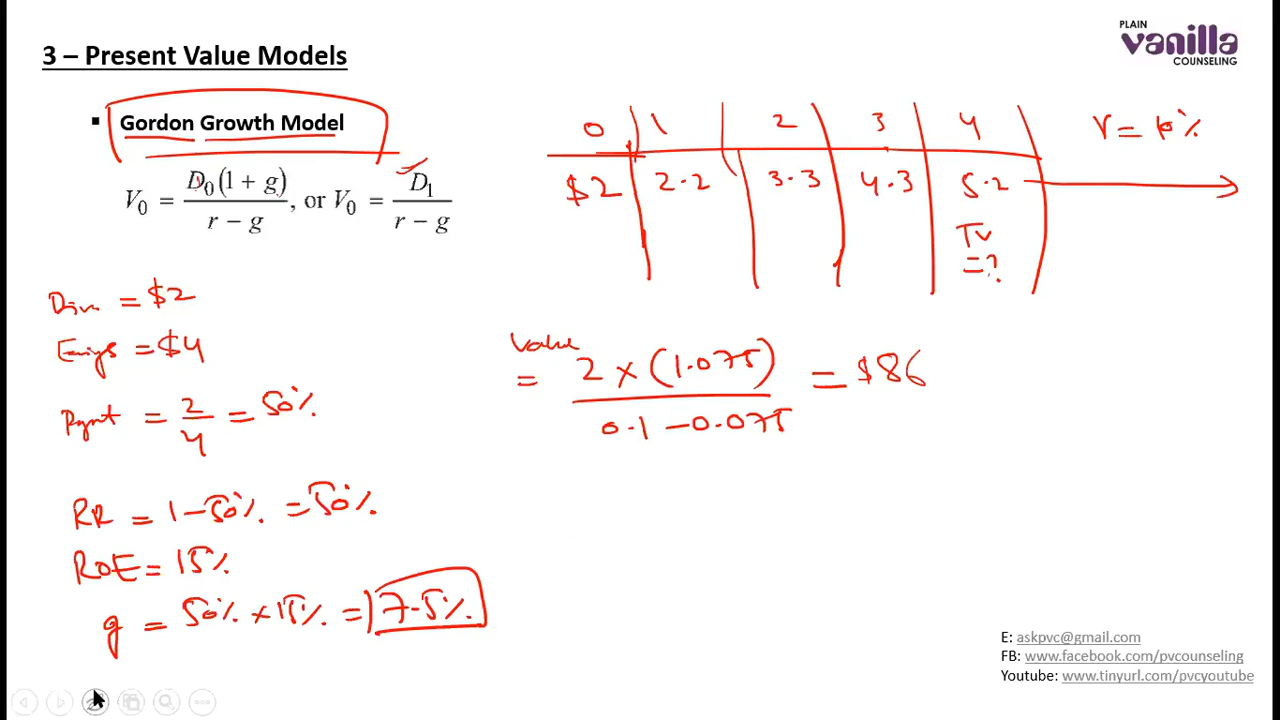 PLAIN
vanilla
COUNSELING
3 – Present Value Models
▪ Gordon Growth Model
V₀ = D₀(1 + g) / r − g, or V₀ = D₁ / r − g
0 1 2 3 4 r = 10%
$2 2.2 3.3 4.3 5.2
TV
=?
Div = $2
= $4
= 2/4 = 50%
RR = 1 − 50% = 50%
ROE = 15%
g = 50% × 15% = 7.5%
Value
= 2 × (1.075) / 0.1 − 0.075 = $86
E: askpvc@gmail.com
FB: www.facebook.com/pvcounseling
Youtube: www.tinyurl.com/pvcyoutube